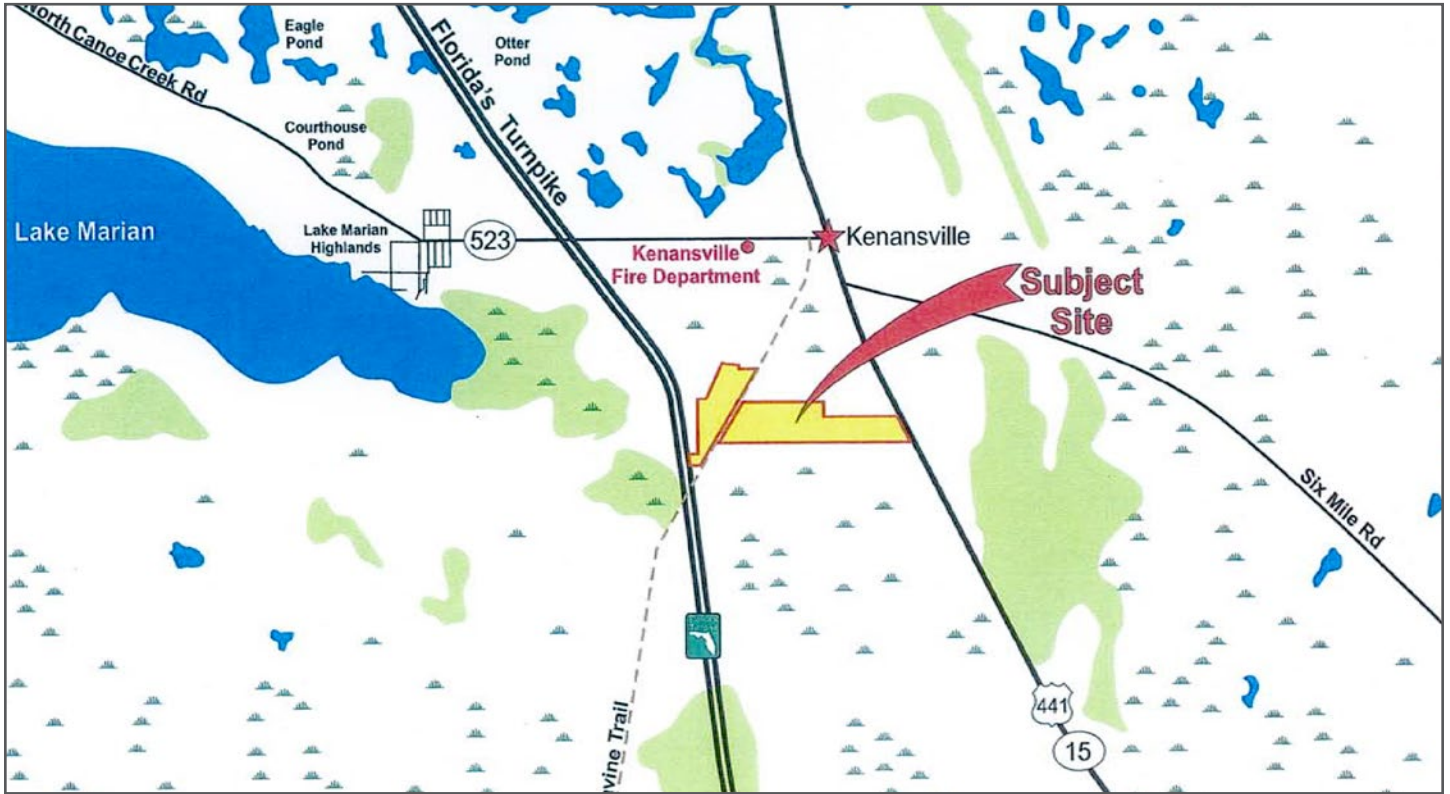 North Canoe Creek Rd
Eagle
Pond
Otter
Pond
Florida's Turnpike
Courthouse
Pond
Lake Marian
Lake Marian
Highlands
523
Kenansville
Kenansville
Fire Department
Subject
Site
Six Mile Rd
441
15
vine Trail